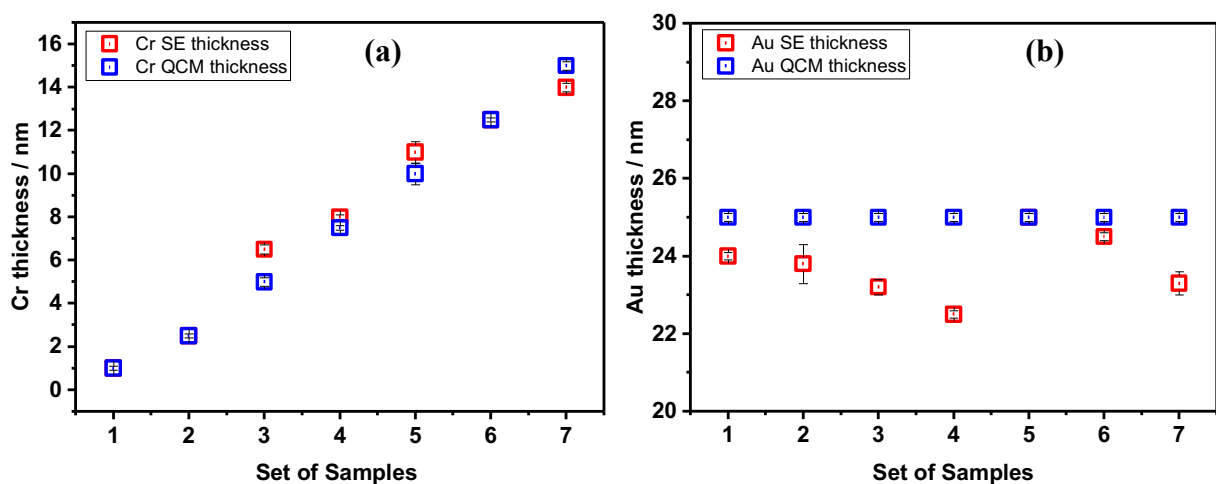 Cr SE thickness
Cr QCM thickness
(a)
16
14
12
10
8
6
4
2
0
Cr thickness / nm
1 2 3 4 5 6 7
Set of Samples
Au SE thickness
Au QCM thickness
(b)
30
28
26
24
22
20
Au thickness / nm
1 2 3 4 5 6 7
Set of Samples